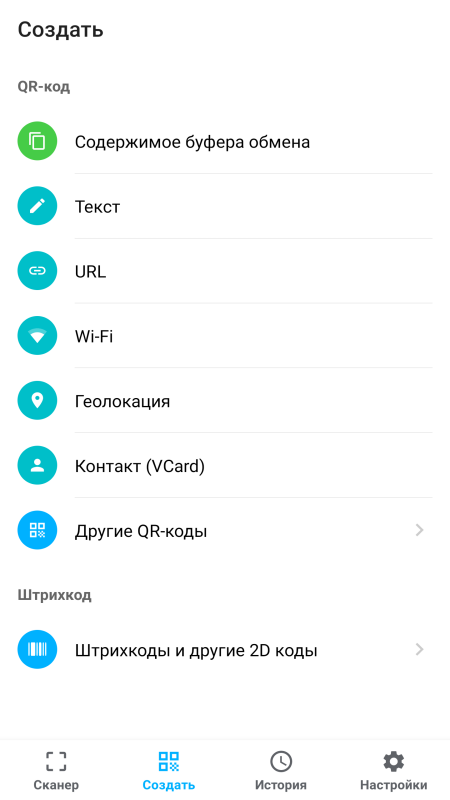 Создать
QR-код
Содержимое буфера обмена
Текст
URL
Wi-Fi
Геолокация
Контакт (VCard)
Другие QR-коды
Штрихкод
Штрихкоды и другие 2D коды
Сканер
Создать
История
Настройки